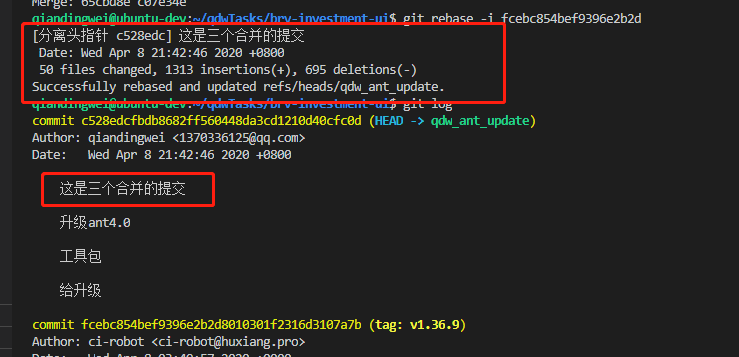 Merge: 65cbd8e c07e34e
qiandingwei@ubuntu-dev:~/qdwTasks/brv-investment-ui$ git rebase -i fcebc854bef9396e2b2d
[分离头指针 c528edc] 这是三个合并的提交
Date: Wed Apr 8 21:42:46 2020 +0800
50 files changed, 1313 insertions(+), 695 deletions(-)
Successfully rebased and updated refs/heads/qdw_ant_update.
qiandingwei@ubuntu-dev:~/qdwTasks/brv-investment-ui$ git log
commit c528edcfbdb8682ff560448da3cd1210d40cfc0d (HEAD -> qdw_ant_update)
Author: qiandingwei <1370336125@qq.com>
Date:   Wed Apr 8 21:42:46 2020 +0800
这是三个合并的提交
升级ant4.0
工具包
给升级
commit fcebc854bef9396e2b2d8010301f2316d3107a7b (tag: v1.36.9)
Author: ci-robot <ci-robot@huxiang.pro>